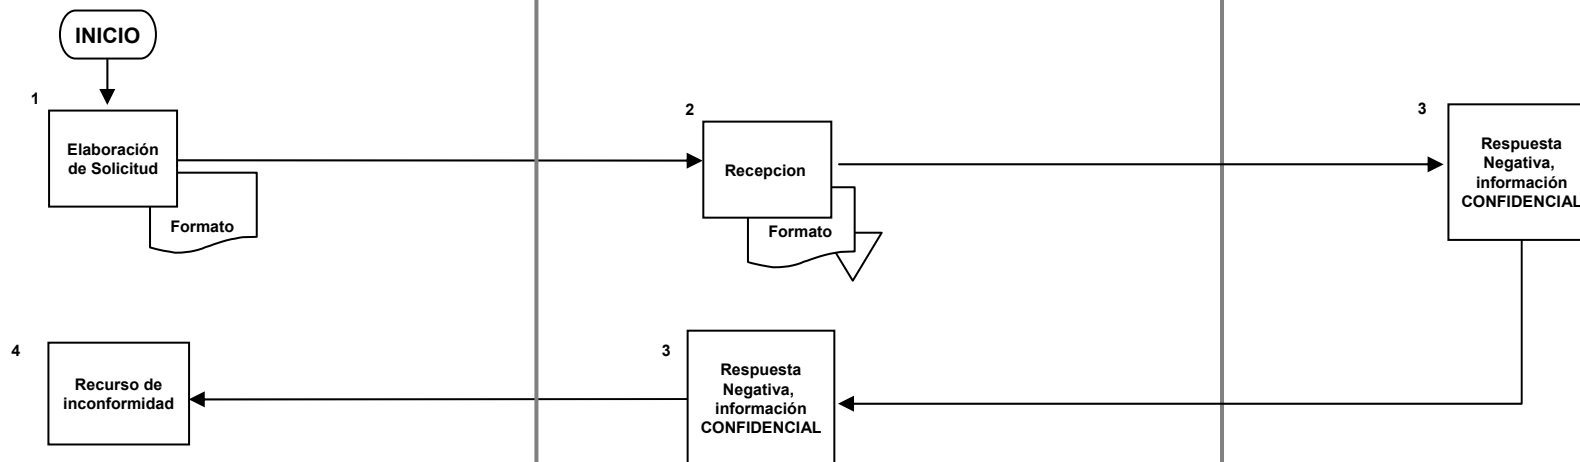 INICIO
1
Elaboración
de Solicitud
Formato
2
Recepcion
Formato
3
Respuesta
Negativa,
información
CONFIDENCIAL
4
Recurso de
inconformidad
3
Respuesta
Negativa,
información
CONFIDENCIAL